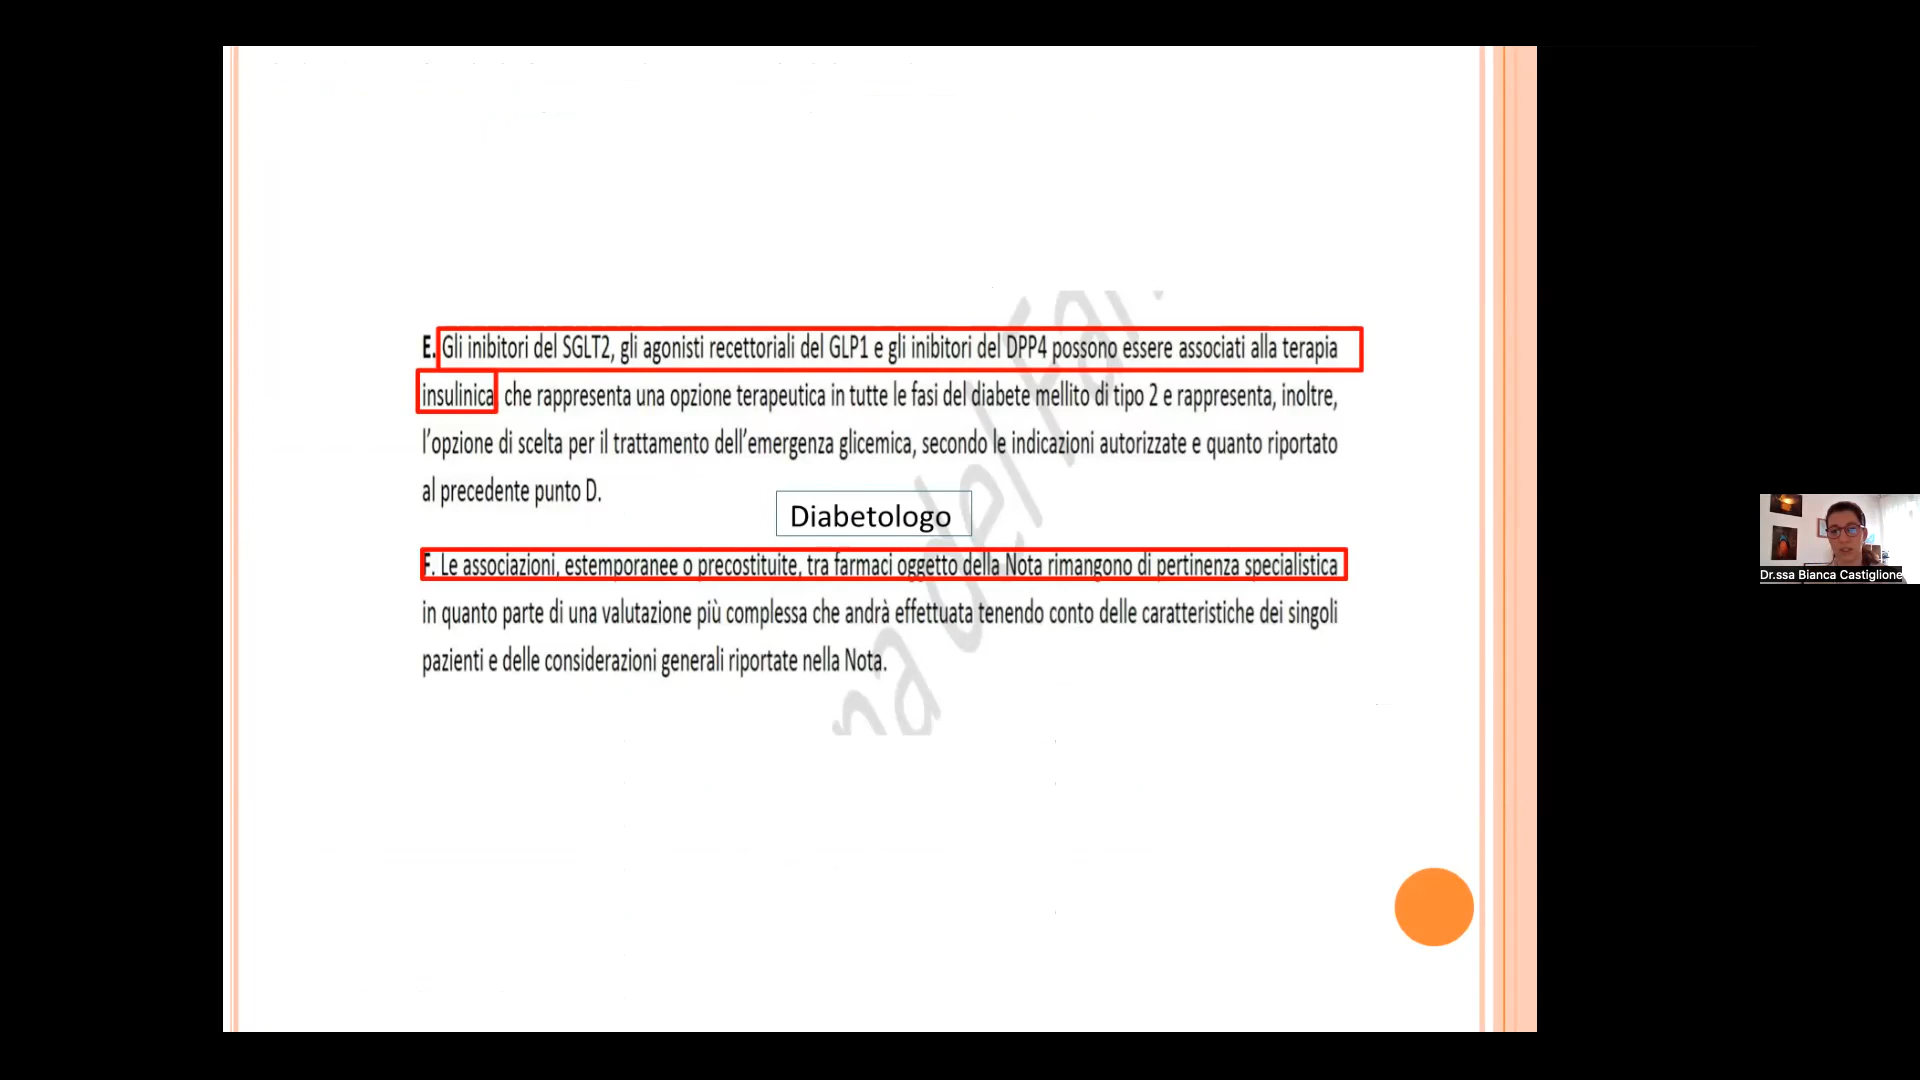 E. Gli inibitori del SGLT2, gli agonisti recettoriali del GLP1 e gli inibitori del DPP4 possono essere associati alla terapia
insulinica che rappresenta una opzione terapeutica in tutte le fasi del diabete mellito di tipo 2 e rappresenta, inoltre,
l’opzione di scelta per il trattamento dell’emergenza glicemica, secondo le indicazioni autorizzate e quanto riportato
al precedente punto D.
Diabetologo
F. Le associazioni, estemporanee o precostituite, tra farmaci oggetto della Nota rimangono di pertinenza specialistica
in quanto parte di una valutazione più complessa che andrà effettuata tenendo conto delle caratteristiche dei singoli
pazienti e delle considerazioni generali riportate nella Nota.
del
Dr.ssa Bianca Castiglione